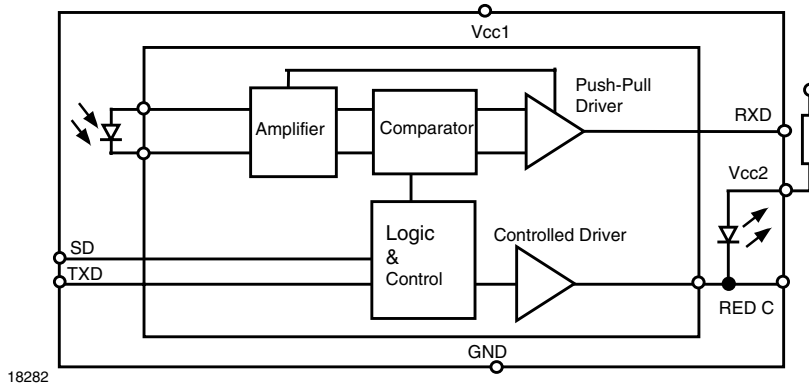 Vcc1
Push-Pull
Driver
Amplifier
Comparator
RXD
Vcc2
Logic
&
Control
Controlled Driver
SD
TXD
RED C
GND
18282